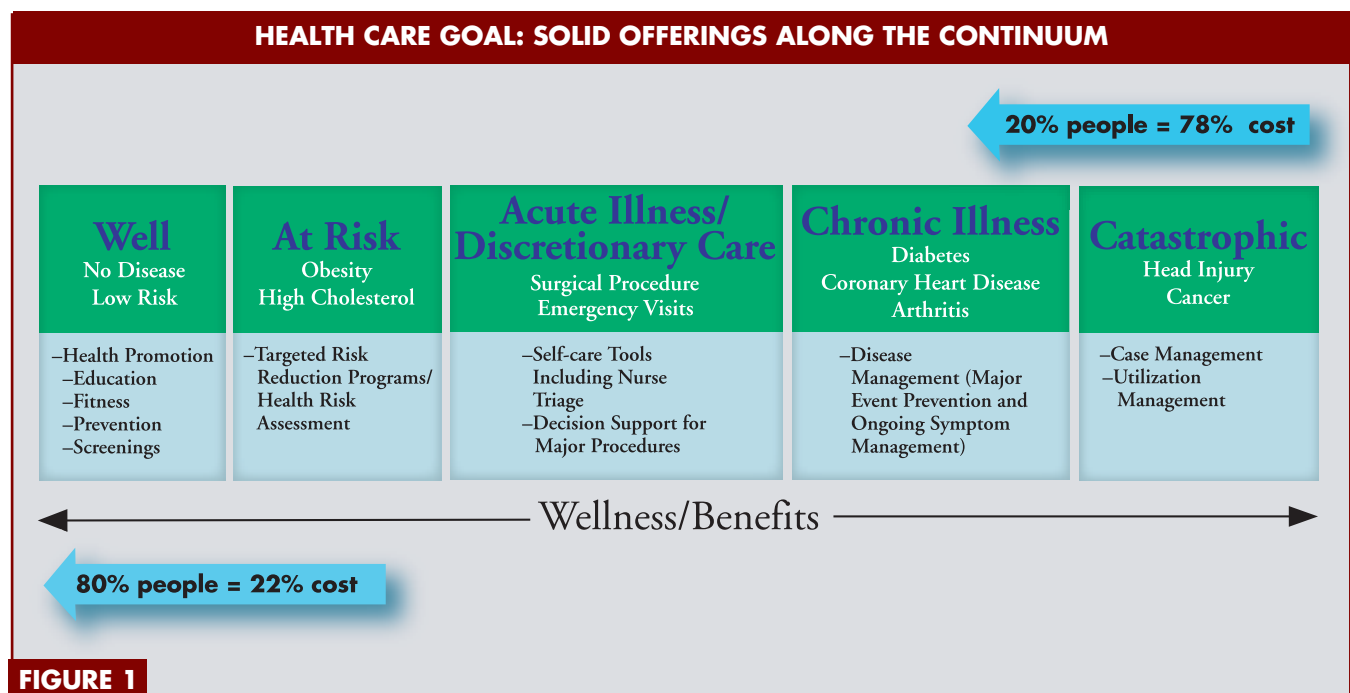 HEALTH CARE GOAL: SOLID OFFERINGS ALONG THE CONTINUUM
20% people = 78% cost
Well
No Disease
Low Risk
–Health Promotion
–Education
–Fitness
–Prevention
–Screenings
At Risk
Obesity
High Cholesterol
–Targeted Risk
Reduction Programs/
Health Risk
Assessment
Acute Illness/
Discretionary Care
Surgical Procedure
Emergency Visits
–Self-care Tools
Including Nurse
Triage
–Decision Support for
Major Procedures
Chronic Illness
Diabetes
Coronary Heart Disease
Arthritis
–Disease
Management (Major
Event Prevention and
Ongoing Symptom
Management)
Catastrophic
Head Injury
Cancer
–Case Management
–Utilization
Management
Wellness/Benefits
80% people = 22% cost
FIGURE 1